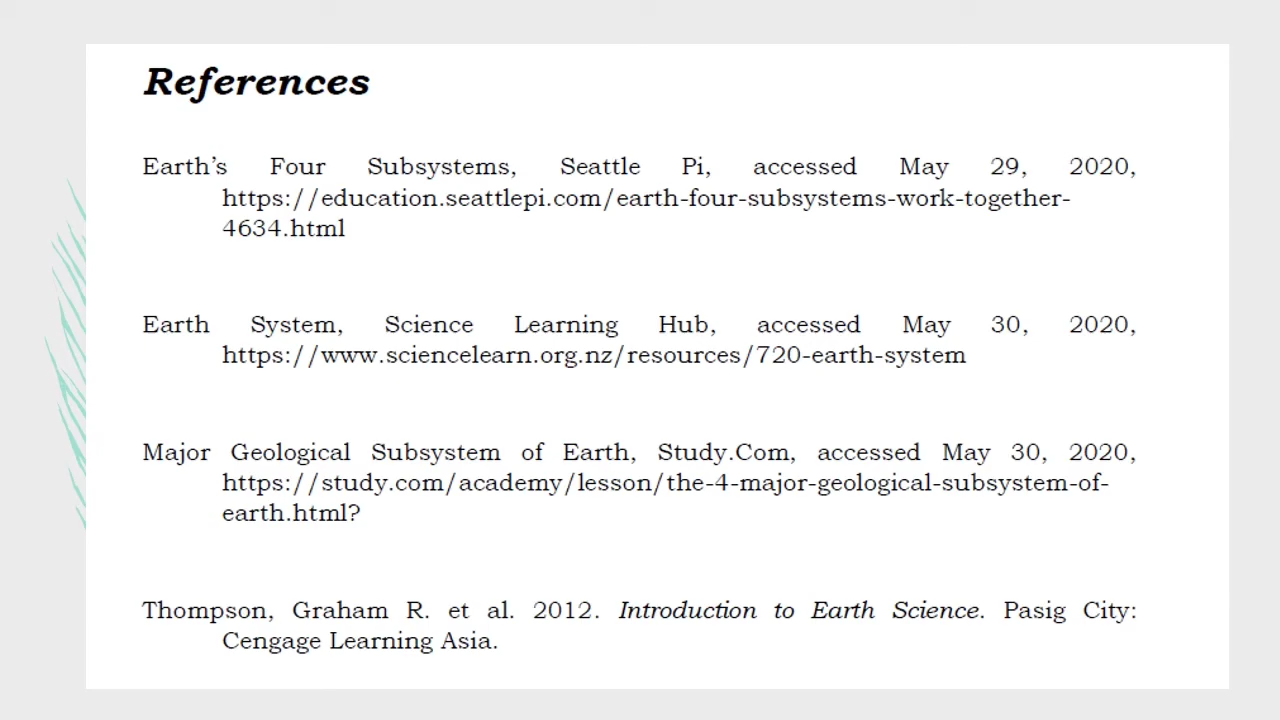 References
Earth’s Four Subsystems, Seattle Pi, accessed May 29, 2020,
https://education.seattlepi.com/earth-four-subsystems-work-together-
4634.html
Earth System, Science Learning Hub, accessed May 30, 2020,
https://www.sciencelearn.org.nz/resources/720-earth-system
Major Geological Subsystem of Earth, Study.Com, accessed May 30, 2020,
https://study.com/academy/lesson/the-4-major-geological-subsystem-of-
earth.html?
Thompson, Graham R. et al. 2012. Introduction to Earth Science. Pasig City:
Cengage Learning Asia.